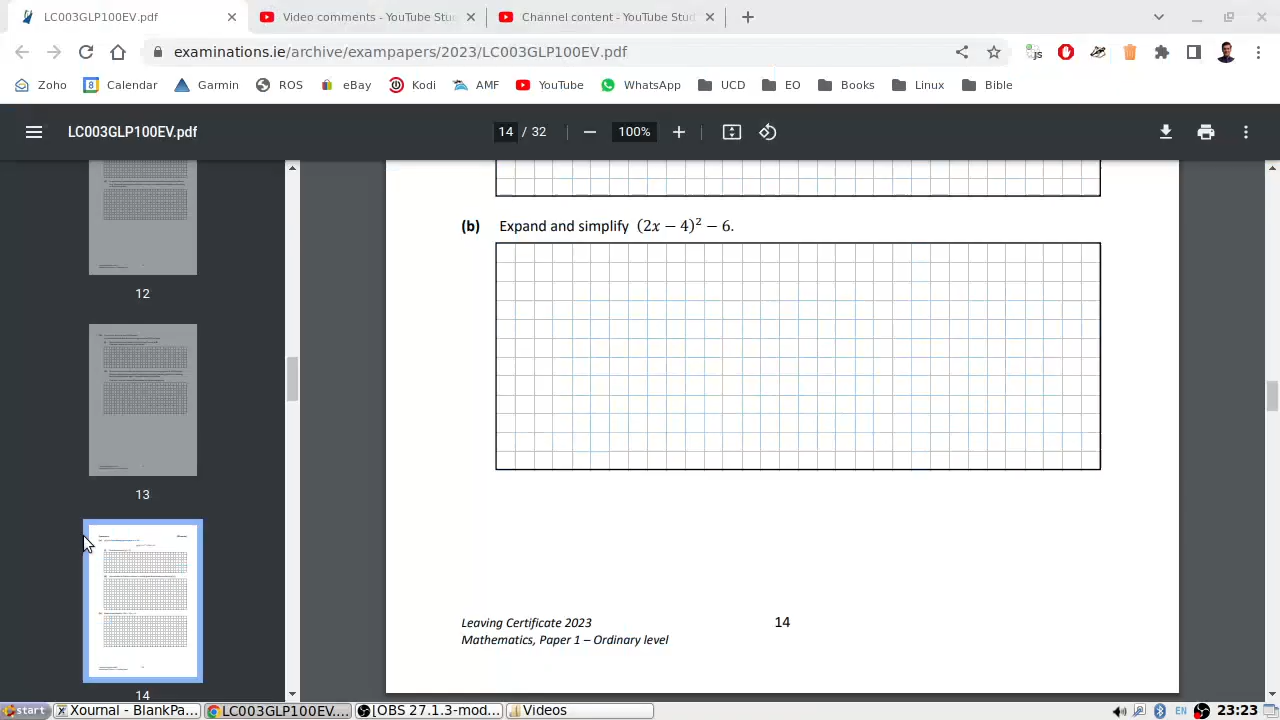 LC003GLP100EV.pdf
Video comments - YouTube Stu
Channel content - YouTube Stud
examinations.ie/archive/exampapers/2023/LC003GLP100EV.pdf
Zoho
Calendar
Garmin
ROS
eBay
Kodi
AMF
YouTube
WhatsApp
UCD
EO
Books
Linux
Bible
LC003GLP100EV.pdf
14 / 32
100%
12
13
14
(b) Expand and simplify (2x − 4)² − 6.
Leaving Certificate 2023
14
Mathematics, Paper 1 – Ordinary level
start
Xournal - BlankPa...
LC003GLP100EV....
[OBS 27.1.3-mod...
Videos
EN
23:23